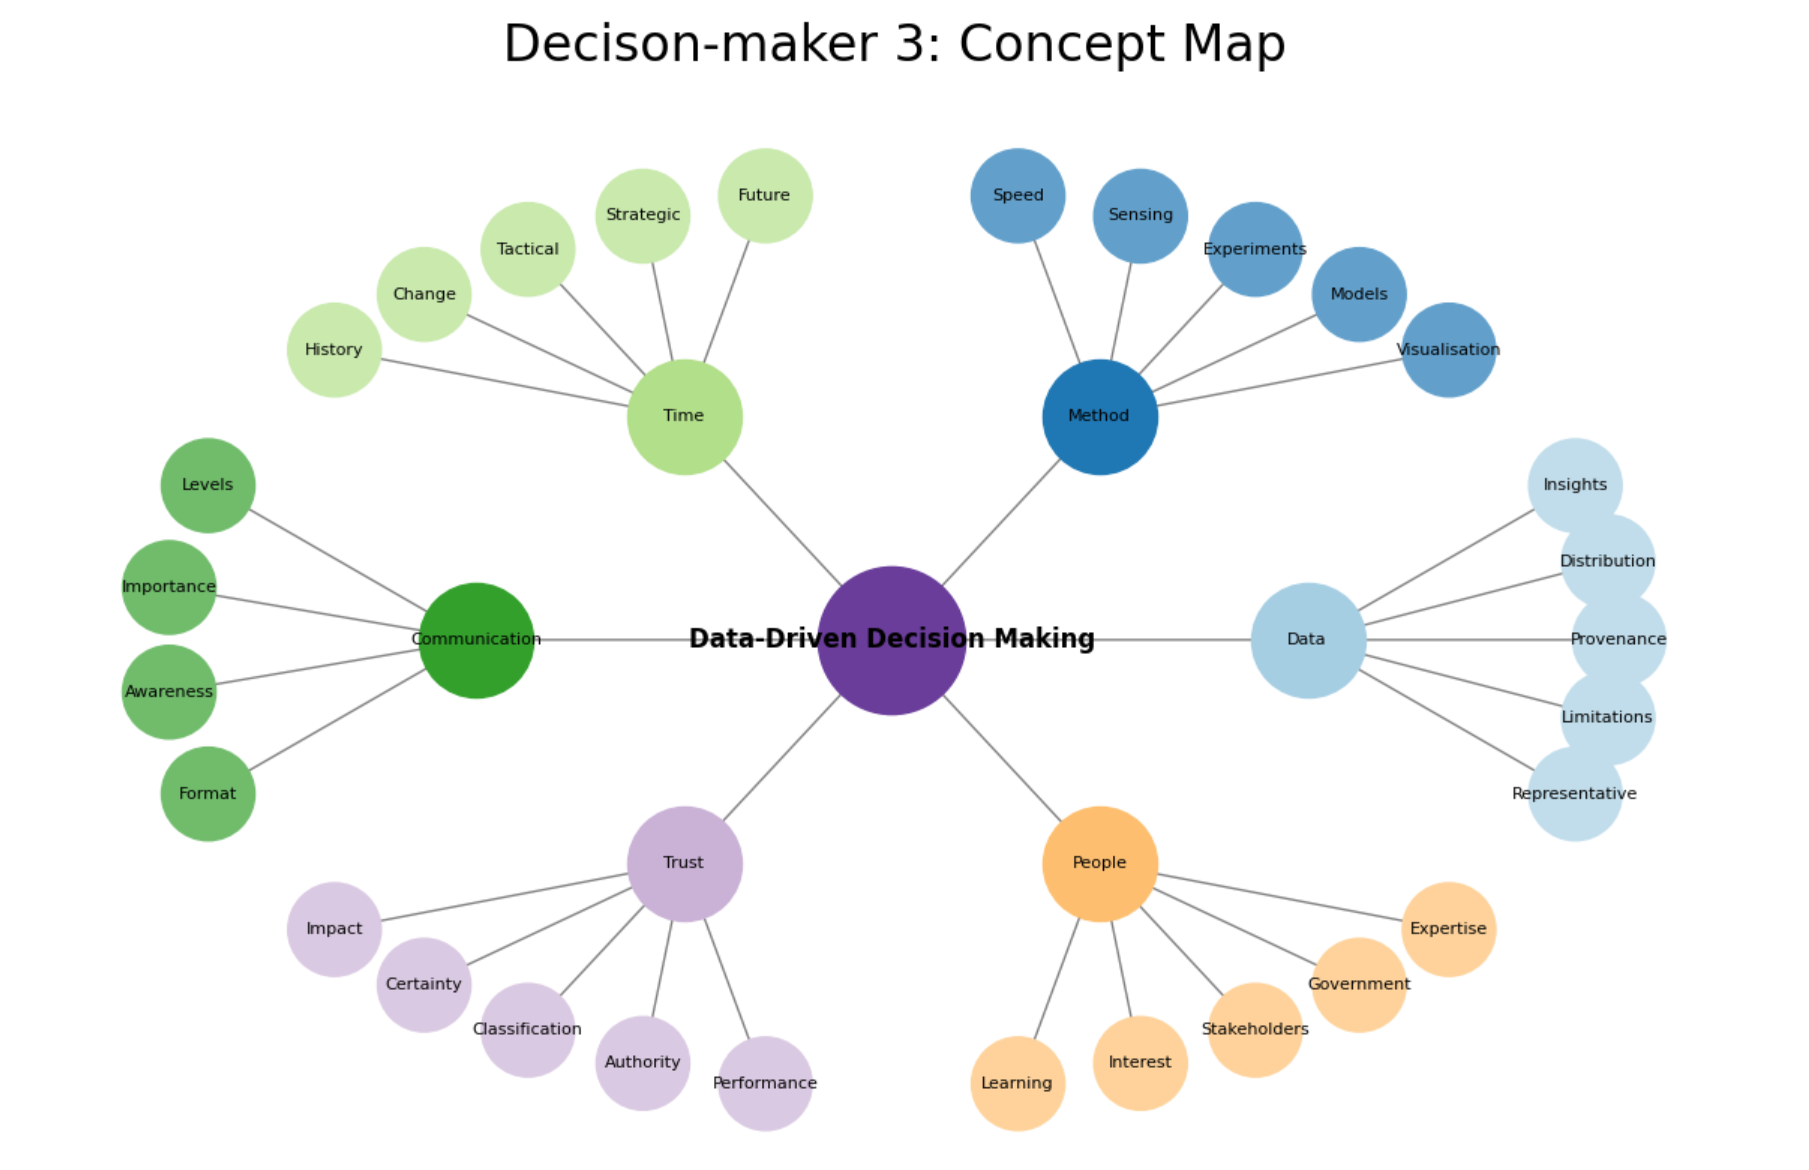 Decison-maker 3: Concept Map
Future
Speed
Strategic
Sensing
Tactical
Experiments
Change
Models
History
Visualisation
Time
Method
Levels
Insights
Distribution
Importance
Communication
Data-Driven Decision Making
Data
Provenance
Awareness
Limitations
Format
Representative
Trust
People
Impact
Expertise
Certainty
Government
Classification
Stakeholders
Authority
Interest
Performance
Learning